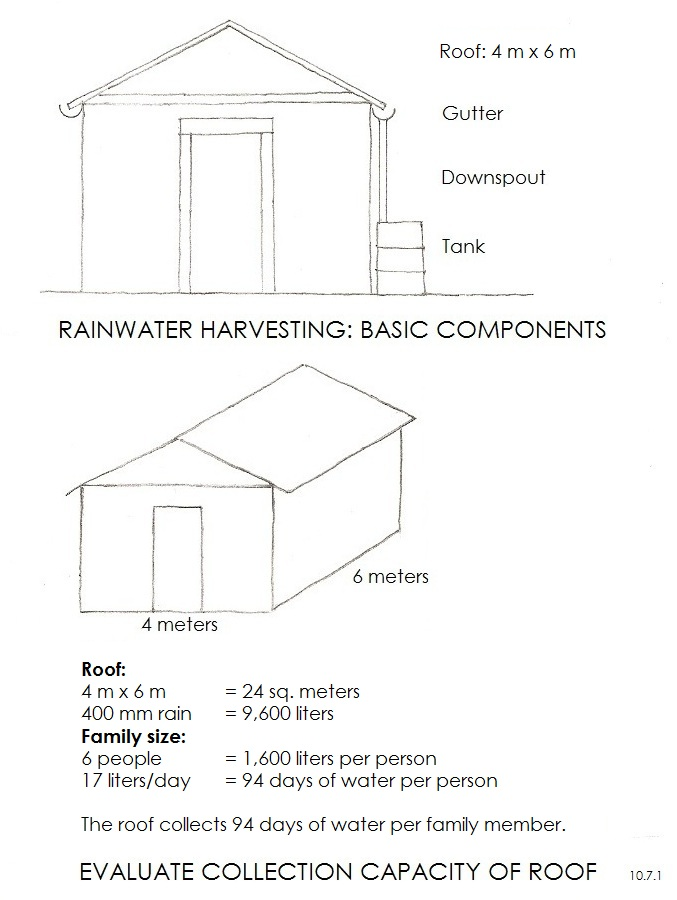 Roof: 4 m x 6 m
Gutter
Downspout
Tank
RAINWATER HARVESTING: BASIC COMPONENTS
6 meters
4 meters
Roof:
4 m x 6 m = 24 sq. meters
400 mm rain = 9,600 liters
Family size:
6 people = 1,600 liters per person
17 liters/day = 94 days of water per person
The roof collects 94 days of water per family member.
EVALUATE COLLECTION CAPACITY OF ROOF 10.7.1